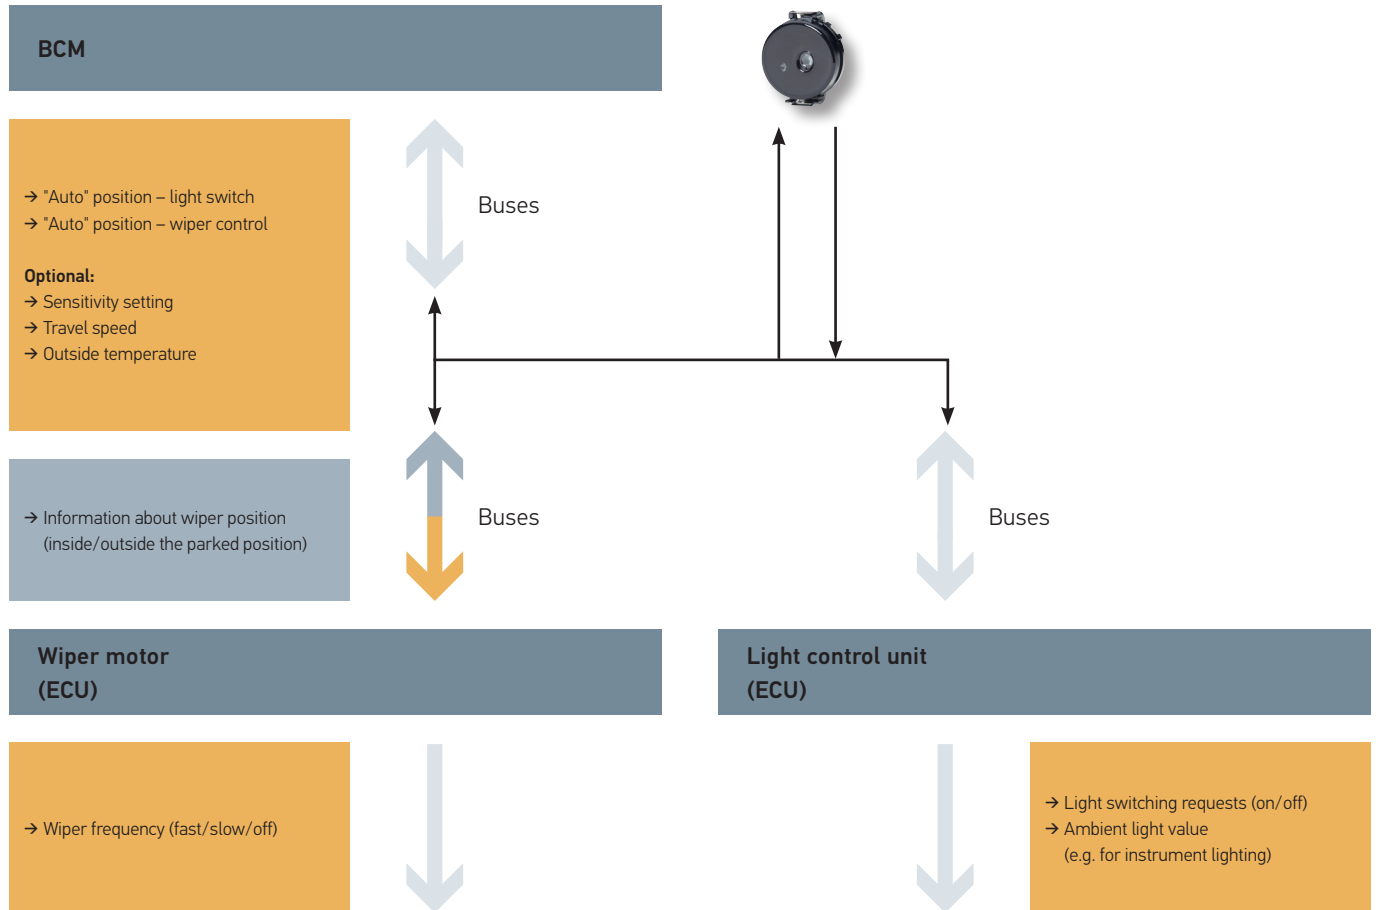 BCM
→ "Auto" position – light switch
→ "Auto" position – wiper control
Optional:
→ Sensitivity setting
→ Travel speed
→ Outside temperature
Buses
→ Information about wiper position
(inside/outside the parked position)
Buses
Buses
Wiper motor
(ECU)
Light control unit
(ECU)
→ Wiper frequency (fast/slow/off)
→ Light switching requests (on/off)
→ Ambient light value
(e.g. for instrument lighting)